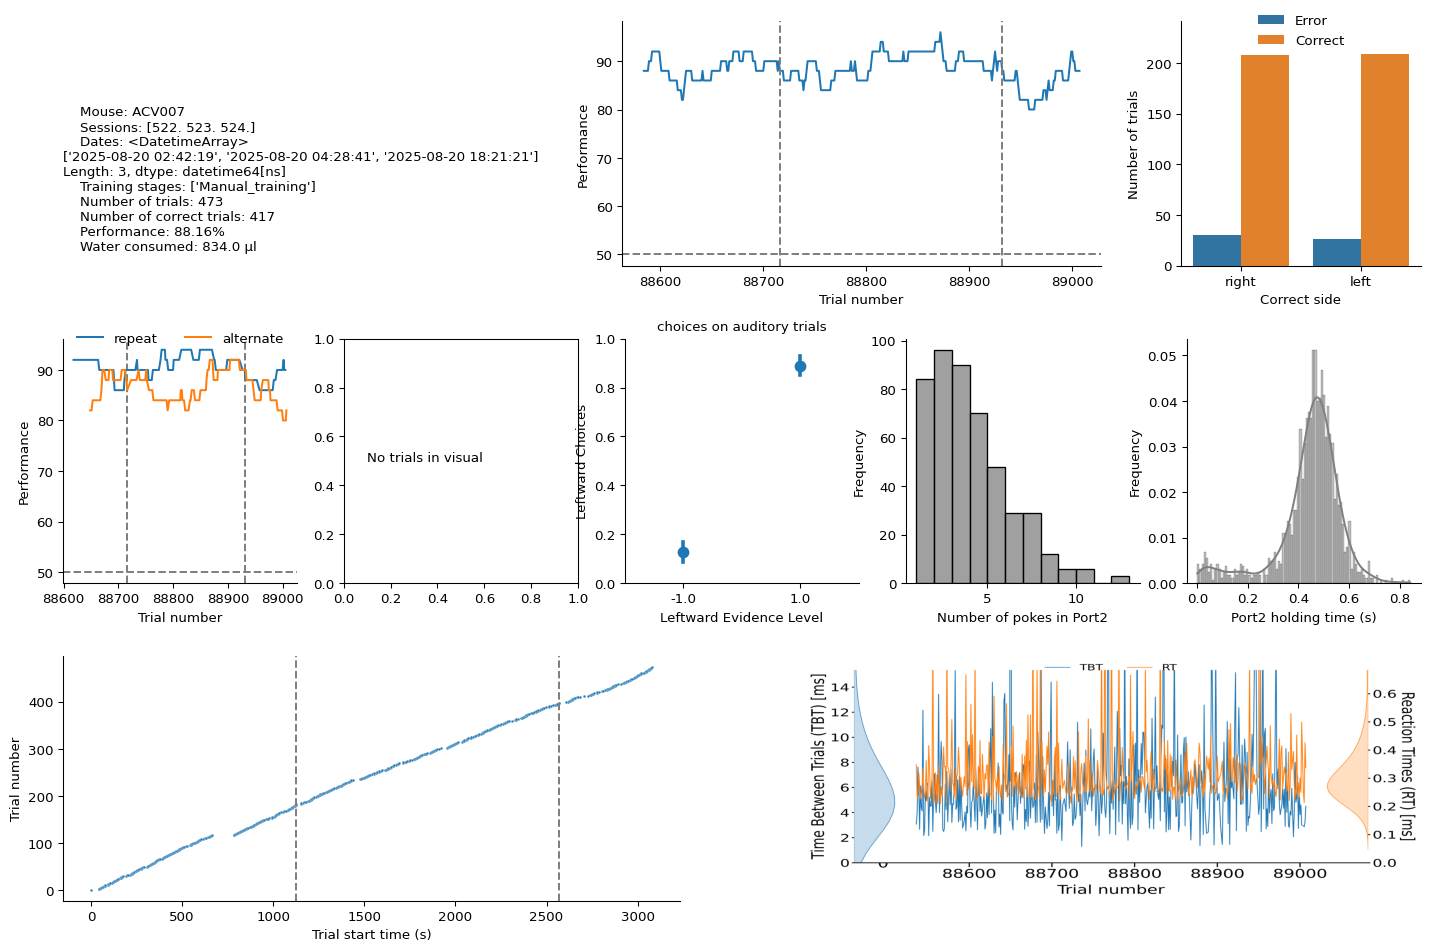 Mouse: ACV007
Sessions: [522. 523. 524.]
Dates: <DatetimeArray>
['2025-08-20 02:42:19', '2025-08-20 04:28:41', '2025-08-20 18:21:21']
Length: 3, dtype: datetime64[ns]
Training stages: ['Manual_training']
Number of trials: 473
Number of correct trials: 417
Performance: 88.16%
Water consumed: 834.0 µl
Performance
90
80
70
60
50
88600 88700 88800 88900 89000
Trial number
Error
Correct
Number of trials
200
150
100
50
0
right left
Correct side
repeat alternate
Performance
90
80
70
60
50
88600 88700 88800 88900 89000
Trial number
1.0
0.8
0.6
0.4
0.2
0.0
No trials in visual
0.0 0.2 0.4 0.6 0.8 1.0
choices on auditory trials
Leftward Choices
1.0
0.8
0.6
0.4
0.2
0.0
-1.0 1.0
Leftward Evidence Level
Frequency
100
80
60
40
20
0
5 10
Number of pokes in Port2
Frequency
0.05
0.04
0.03
0.02
0.01
0.00
0.0 0.2 0.4 0.6 0.8
Port2 holding time (s)
Trial number
400
300
200
100
0
0 500 1000 1500 2000 2500 3000
Trial start time (s)
TBT RT
Time Between Trials (TBT) [ms]
14
12
10
8
6
4
2
0
0
88600 88700 88800 88900 89000
Trial number
0.6
0.5
0.4
0.3
0.2
0.1
0.0
Reaction Times (RT) [ms]